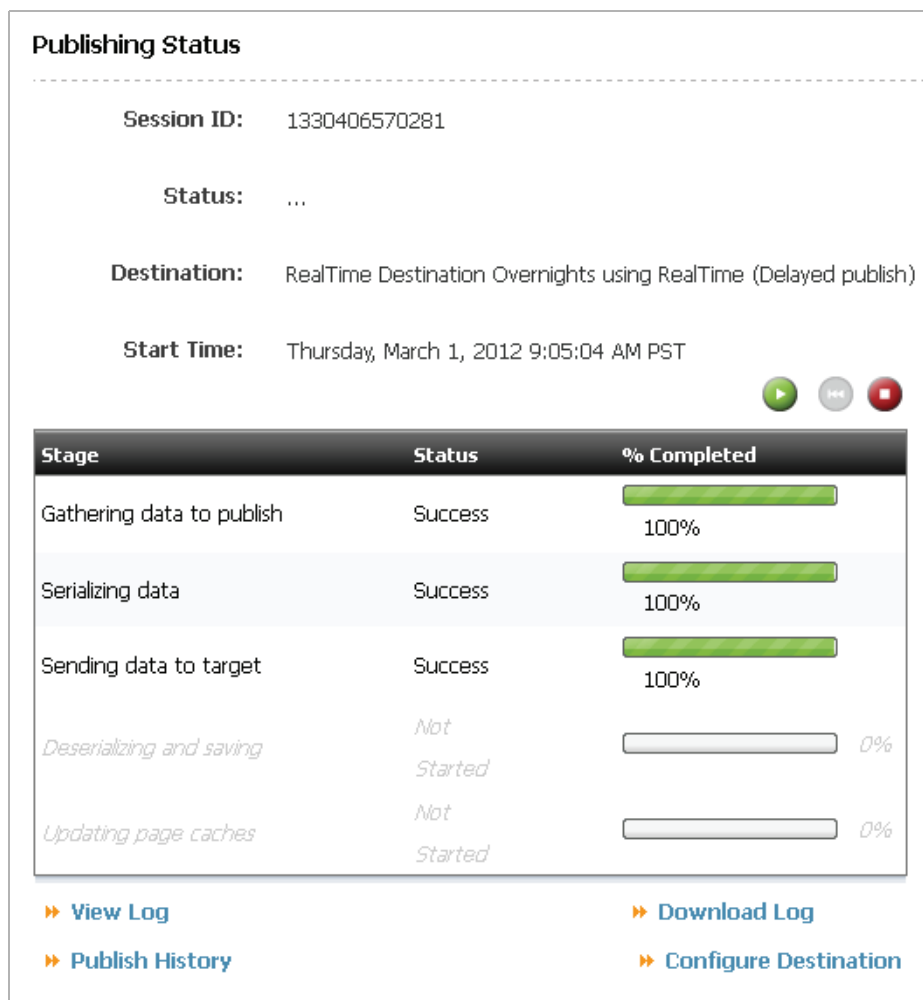 Publishing Status
Session ID: 1330406570281
Status: ...
Destination: RealTime Destination Overnights using RealTime (Delayed publish)
Start Time: Thursday, March 1, 2012 9:05:04 AM PST
Stage Status % Completed
Gathering data to publish Success 100%
Serializing data Success 100%
Sending data to target Success 100%
Deserializing and saving Not Started 0%
Updating page caches Not Started 0%
View Log Download Log
Publish History Configure Destination